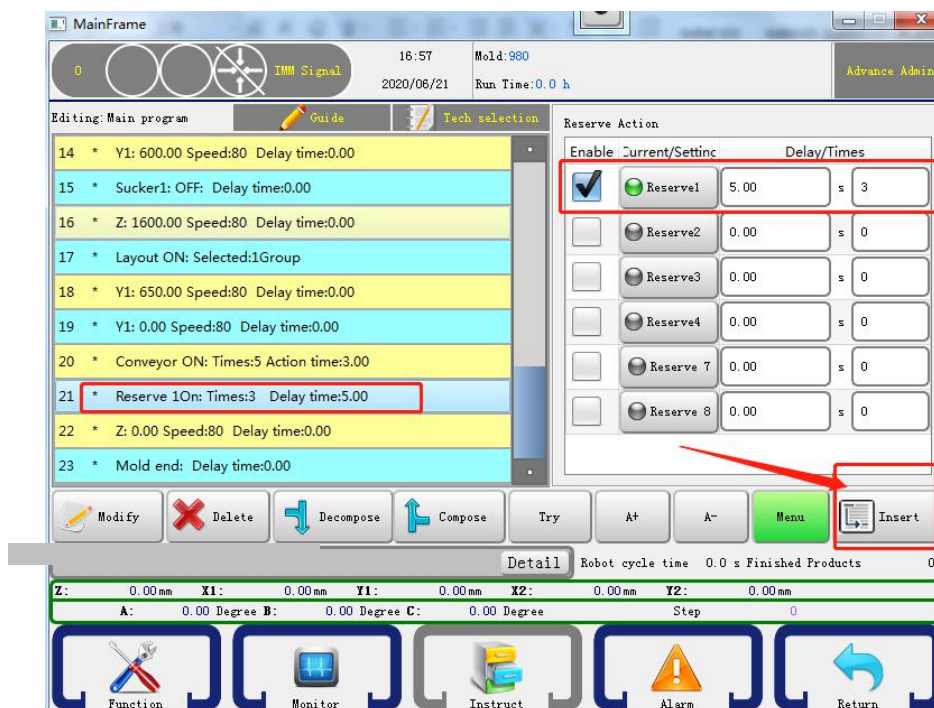 MainFrame
0 IMM Signal 16:57 Mold:980
2020/06/21 Run Time:0.0 h Advance Admin
Editing:Main program Guide Tech selection Reserve Action
Enable Current/Setting Delay/Times
14 * Y1: 600.00 Speed:80 Delay time:0.00
15 * Sucker1: OFF: Delay time:0.00
16 * Z: 1600.00 Speed:80 Delay time:0.00
17 * Layout ON: Selected:1Group
18 * Y1: 650.00 Speed:80 Delay time:0.00
19 * Y1: 0.00 Speed:80 Delay time:0.00
20 * Conveyor ON: Times:5 Action time:3.00
21 * Reserve 1On: Times:3 Delay time:5.00
22 * Z: 0.00 Speed:80 Delay time:0.00
23 * Mold end: Delay time:0.00
Reserve1 5.00 s 3
Reserve2 0.00 s 0
Reserve3 0.00 s 0
Reserve4 0.00 s 0
Reserve 7 0.00 s 0
Reserve 8 0.00 s 0
Modify Delete Decompose Compose Try A+ A- Menu Insert
Detail Robot cycle time 0.0 s Finished Products 0
Z: 0.00mm X1: 0.00mm Y1: 0.00mm X2: 0.00mm Y2: 0.00mm
A: 0.00 Degree B: 0.00 Degree C: 0.00 Degree Step 0
Function Monitor Instruct Alarm Return